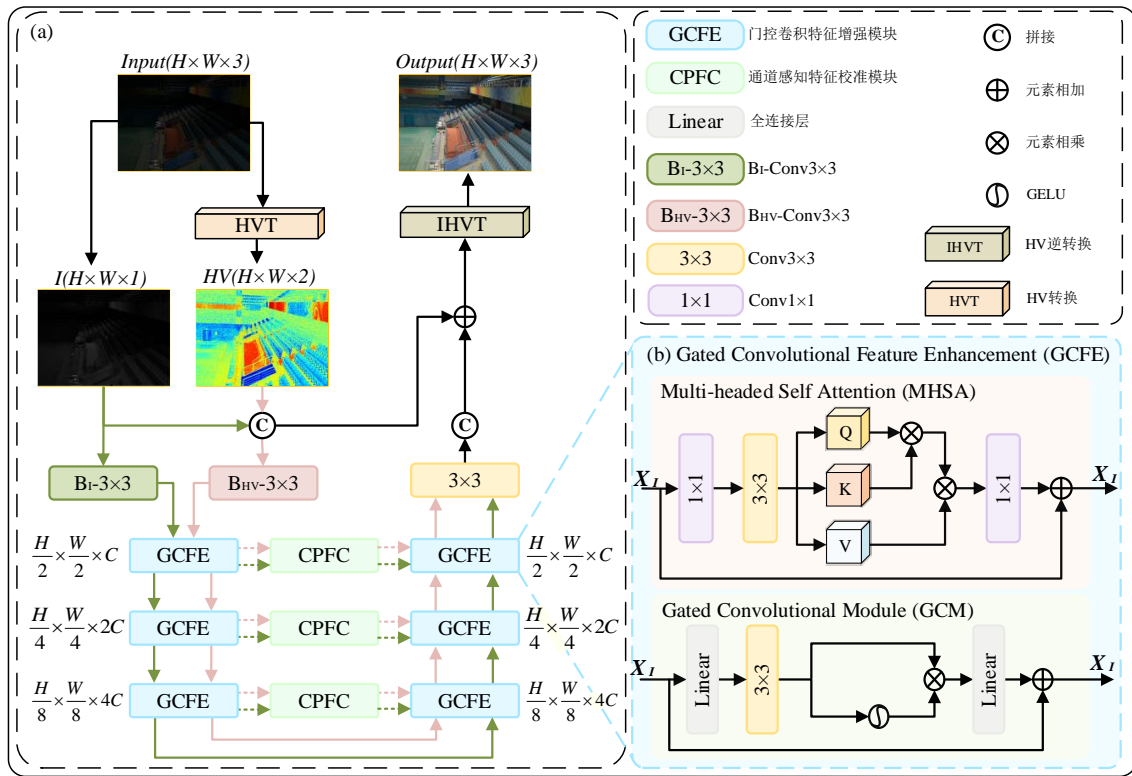 (a)
Input(H×W×3)
Output(H×W×3)
HVT
IHVT
I(H×W×1)
HV(H×W×2)
C
C
BI-3×3
BHV-3×3
3×3
H/2×W/2×C
GCFE
CPFC
GCFE
H/2×W/2×C
H/4×W/4×2C
GCFE
CPFC
GCFE
H/4×W/4×2C
H/8×W/8×4C
GCFE
CPFC
GCFE
H/8×W/8×4C
GCFE 门控卷积特征增强模块
CPFC 通道感知特征校准模块
Linear 全连接层
BI-3×3 BI-Conv3×3
BHV-3×3 BHV-Conv3×3
3×3 Conv3×3
1×1 Conv1×1
C 拼接
元素相加
元素相乘
GELU
IHVT HV逆转换
HVT HV转换
(b) Gated Convolutional Feature Enhancement (GCFE)
Multi-headed Self Attention (MHSA)
XI
1×1
3×3
Q
K
V
1×1
XI
Gated Convolutional Module (GCM)
XI
Linear
3×3
Linear
XI